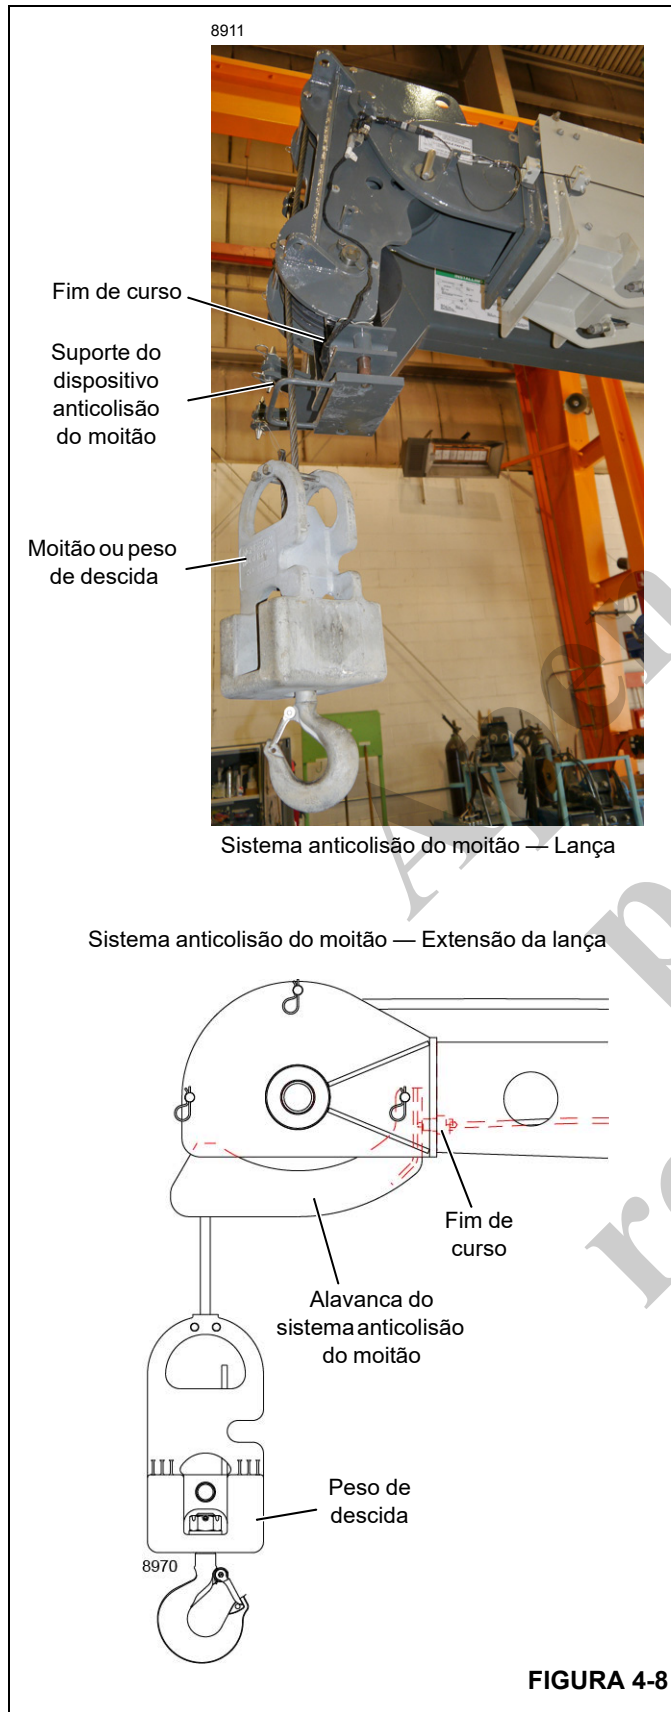 8911
Fim de curso
Suporte do
dispositivo
anticolisão
do moitão
Moitão ou peso
de descida
Sistema anticolisão do moitão — Lança
Sistema anticolisão do moitão — Extensão da lança
Fim de
curso
Alavanca do
sistema anticolisão
do moitão
Peso de
descida
8970
FIGURA 4-8